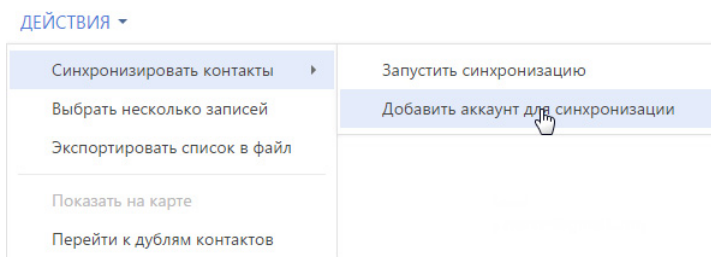 ДЕЙСТВИЯ
Синхронизировать контакты
Выбрать несколько записей
Экспортировать список в файл
Показать на карте
Перейти к дублям контактов
Запустить синхронизацию
Добавить аккаунт для синхронизации